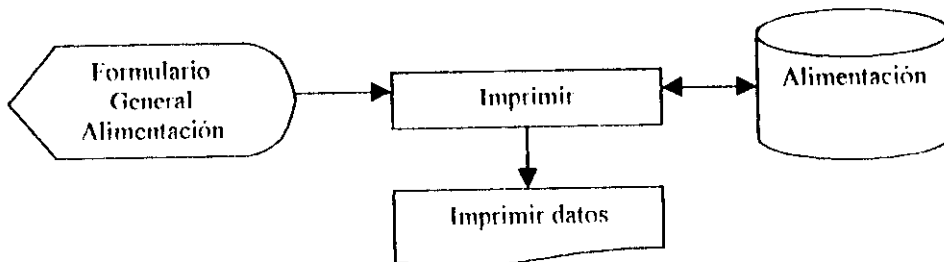 Formulario
General
Alimentación
Imprimir
Alimentación
Imprimir datos